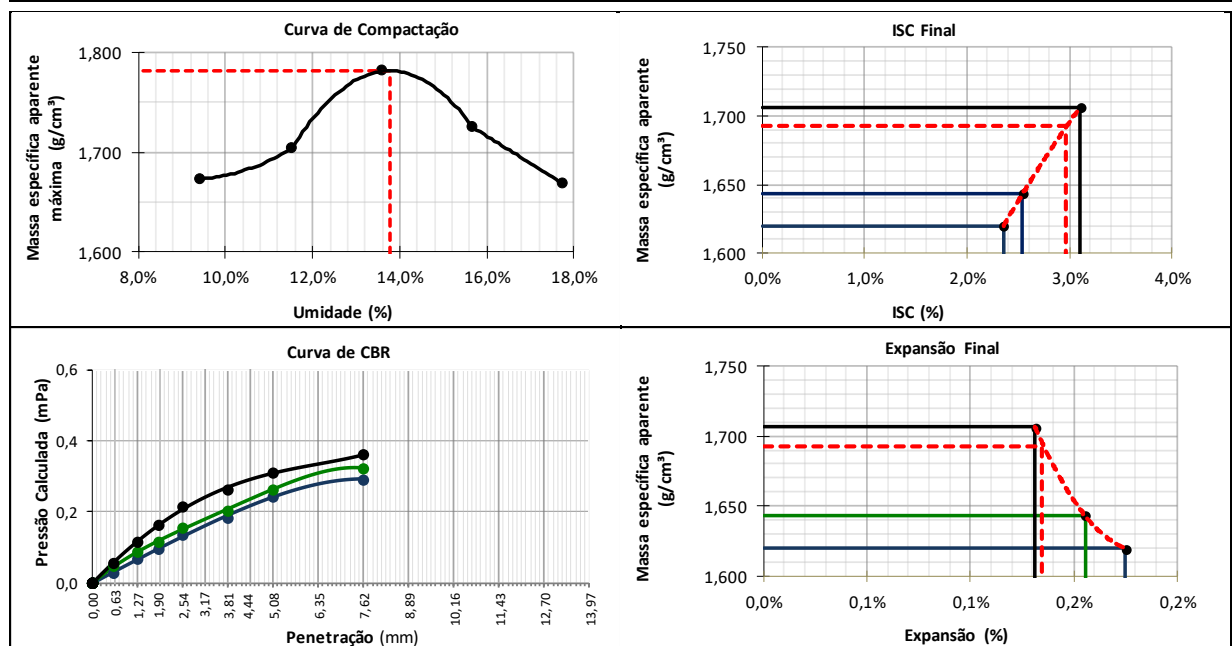 Curva de Compactação
Massa específica aparente
máxima (g/cm³)
1,800
1,700
1,600
8,0% 10,0% 12,0% 14,0% 16,0% 18,0%
Umidade (%)
ISC Final
Massa específica aparente
(g/cm³)
1,750
1,700
1,650
1,600
0,0% 1,0% 2,0% 3,0% 4,0%
ISC (%)
Curva de CBR
Pressão Calculada (mPa)
0,6
0,4
0,2
0,0
0,00 0,63 1,27 1,90 2,54 3,17 3,81 4,44 5,08 6,35 7,62 8,89 10,16 11,43 12,70 13,97
Penetração (mm)
Expansão Final
Massa específica aparente
(g/cm³)
1,750
1,700
1,650
1,600
0,0% 0,1% 0,1% 0,2% 0,2%
Expansão (%)